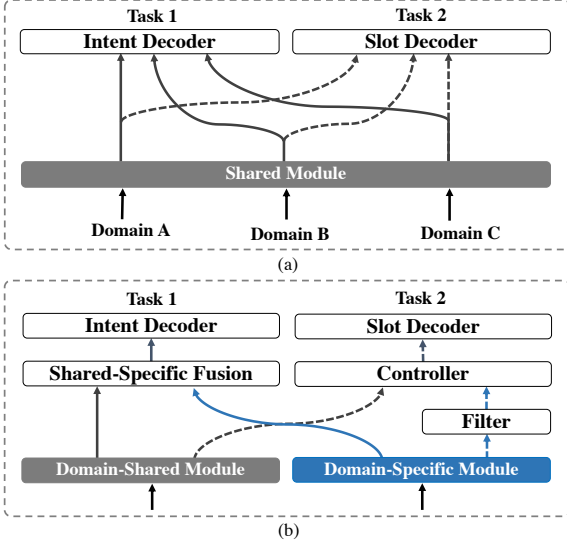 Task 1 Task 2
Intent Decoder Slot Decoder
Shared Module
Domain A Domain B Domain C
(a)
Task 1 Task 2
Intent Decoder Slot Decoder
Shared-Specific Fusion Controller
Filter
Domain-Shared Module Domain-Specific Module
(b)